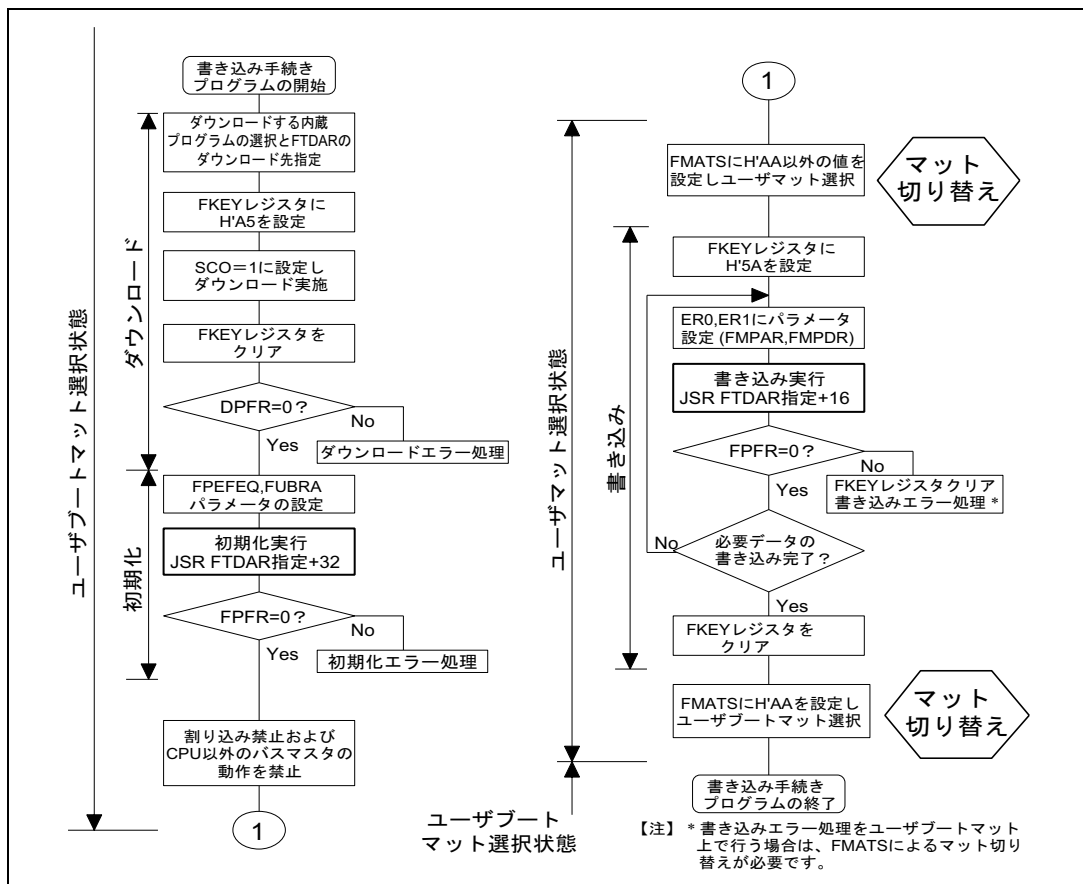 書き込み手続き
プログラムの開始
ダウンロードする内蔵
プログラムの選択とFTDARの
ダウンロード先指定
FKEYレジスタに
H'A5を設定
SCO=1に設定し
ダウンロード実施
FKEYレジスタを
クリア
DPFR=0?
No
Yes
ダウンロードエラー処理
FPEFEQ,FUBRA
パラメータの設定
初期化実行
JSR FTDAR指定+32
FPFR=0?
No
Yes
初期化エラー処理
割り込み禁止および
CPU以外のバスマスタの
動作を禁止
1
ユーザブートマット選択状態
ダウンロード
初期化
1
FMATSにH'AA以外の値を
設定しユーザマット選択
マット
切り替え
FKEYレジスタに
H'5Aを設定
ER0,ER1にパラメータ
設定 (FMPAR,FMPDR)
書き込み実行
JSR FTDAR指定+16
FPFR=0?
No
Yes
FKEYレジスタクリア
書き込みエラー処理 *
No
必要データの
書き込み完了?
Yes
FKEYレジスタを
クリア
FMATSにH'AAを設定し
ユーザブートマット選択
マット
切り替え
書き込み手続き
プログラムの終了
ユーザマット選択状態
書き込み
ユーザブート
マット選択状態
【注】 * 書き込みエラー処理をユーザブートマット
上で行う場合は、FMATSによるマット切り
替えが必要です。